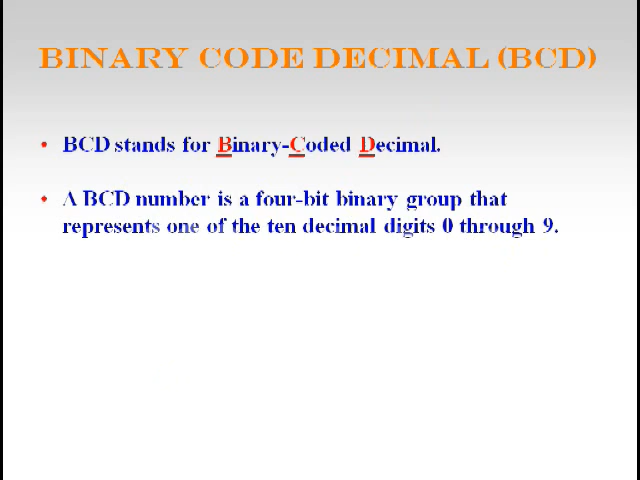 BINARY CODE DECIMAL (BCD)
• BCD stands for Binary-Coded Decimal.
• A BCD number is a four-bit binary group that
represents one of the ten decimal digits 0 through 9.